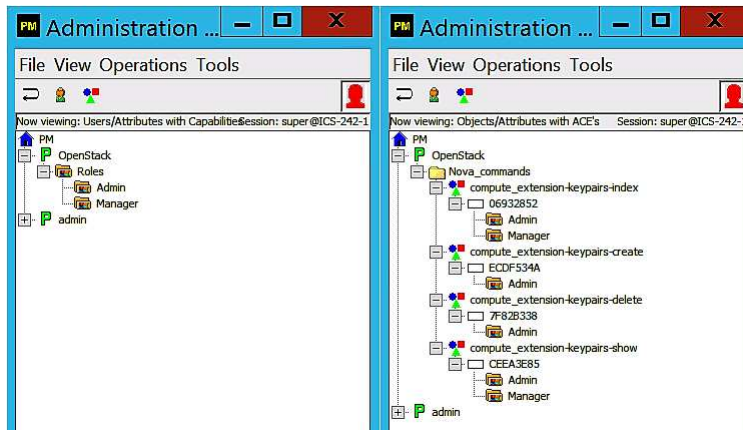 PM Administration ...
File View Operations Tools
Now viewing: Users/Attributes with Capabilities Session: super@ICS-242-1
PM
P OpenStack
Roles
Admin
Manager
P admin
PM Administration ...
File View Operations Tools
Now viewing: Objects/Attributes with ACE's Session: super@ICS-242-1
PM
P OpenStack
Nova_commands
compute_extension-keypairs-index
06932852
Admin
Manager
compute_extension-keypairs-create
ECDF534A
Admin
compute_extension-keypairs-delete
7F82B338
Admin
compute_extension-keypairs-show
CEEA3E85
Admin
Manager
P admin